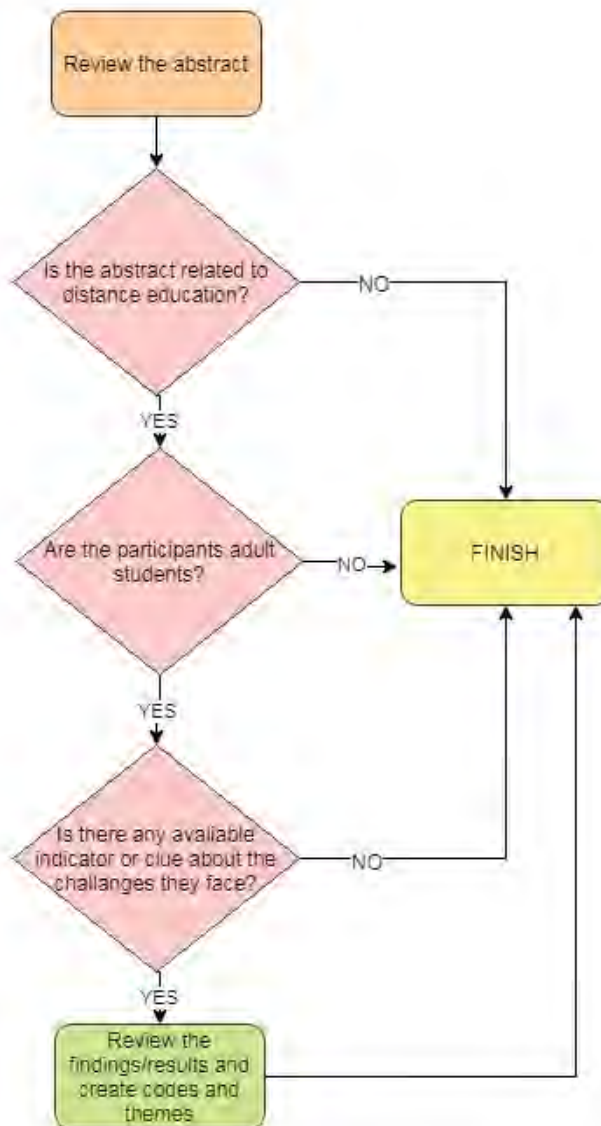 Review the abstract
Is the abstract related to
distance education?
NO
YES
Are the participants adult
students?
NO
FINISH
YES
Is there any available
indicator or clue about the
challanges they face?
NO
YES
Review the
findings/results and
create codes and
themes